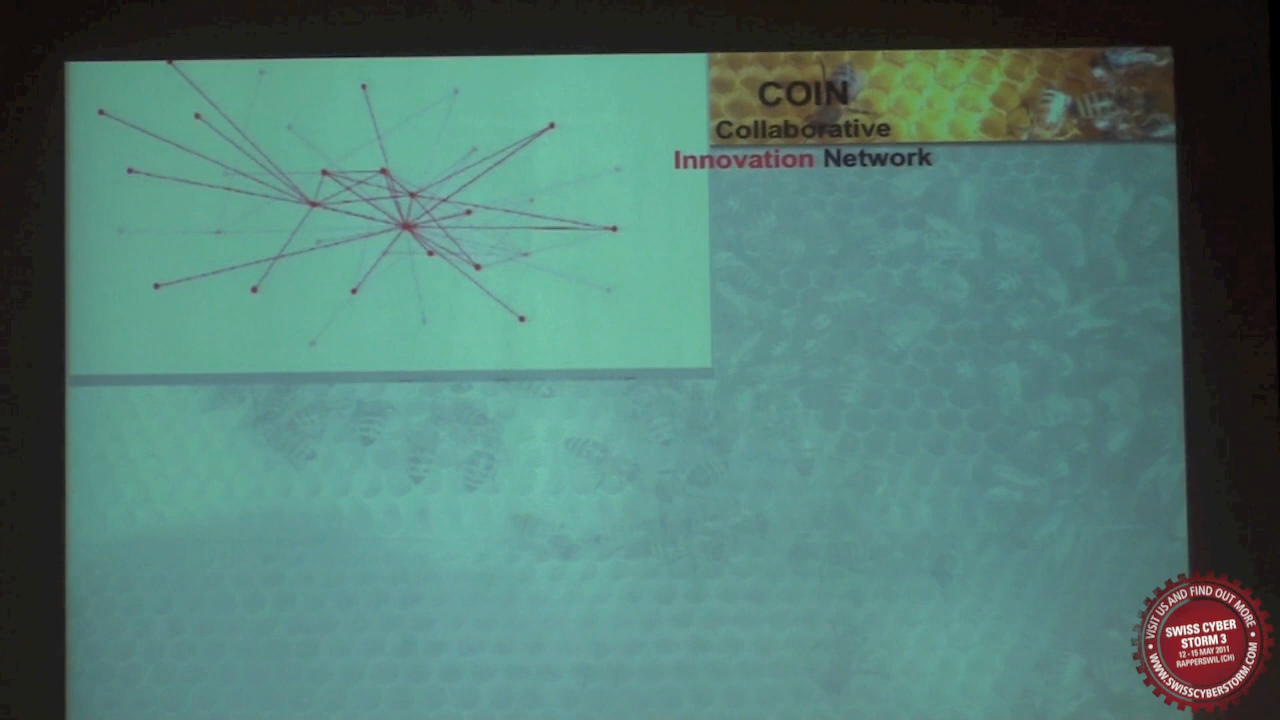 COIN
Collaborative
Innovation Network
VISIT US AND FIND OUT MORE
SWISS CYBER
STORM 3
12 - 15 MAY 2011
RAPPERSWIL (CH)
WWW.SWISSCYBERSTORM.COM